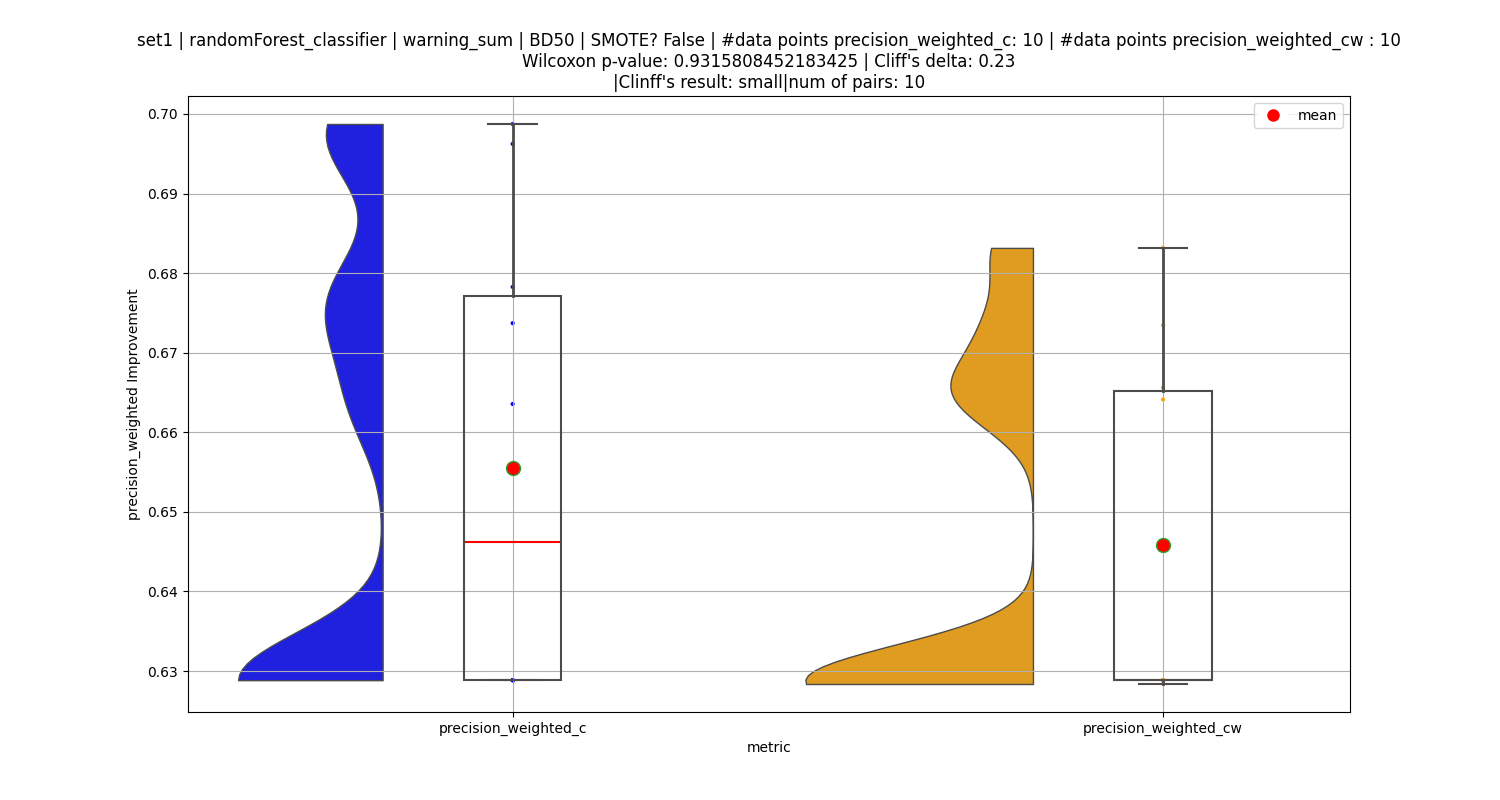 set1 | randomForest_classifier | warning_sum | BD50 | SMOTE? False | #data points precision_weighted_c: 10 | #data points precision_weighted_cw : 10
Wilcoxon p-value: 0.9315808452183425 | Cliff's delta: 0.23
|Clinff's result: small|num of pairs: 10
mean
0.70
0.69
0.68
0.67
0.66
0.65
0.64
0.63
precision_weighted Improvement
precision_weighted_c
precision_weighted_cw
metric